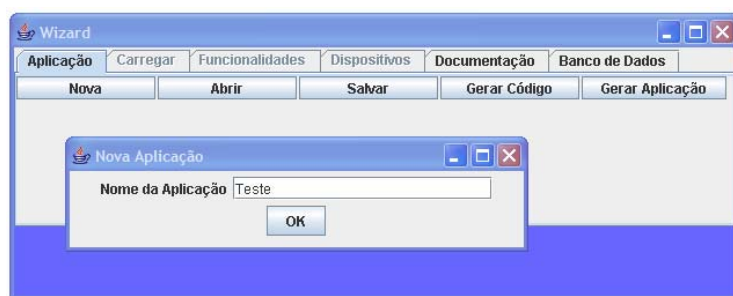 Wizard
Aplicação Carregar Funcionalidades Dispositivos Documentação Banco de Dados
Nova Abrir Salvar Gerar Código Gerar Aplicação
Nova Aplicação
Nome da Aplicação Teste
OK